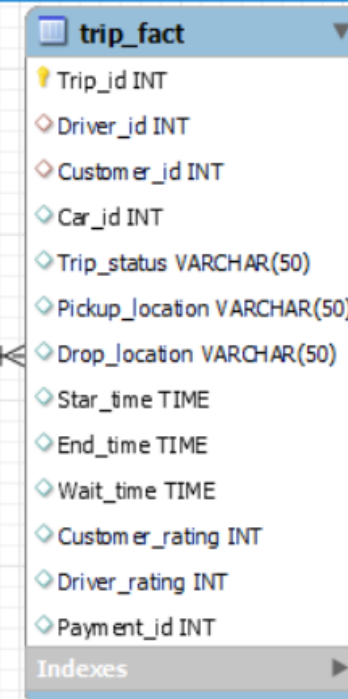 trip_fact
Trip_id INT
Driver_id INT
Customer_id INT
Car_id INT
Trip_status VARCHAR(50)
Pickup_location VARCHAR(50)
Drop_location VARCHAR(50)
Star_time TIME
End_time TIME
Wait_time TIME
Customer_rating INT
Driver_rating INT
Payment_id INT
Indexes